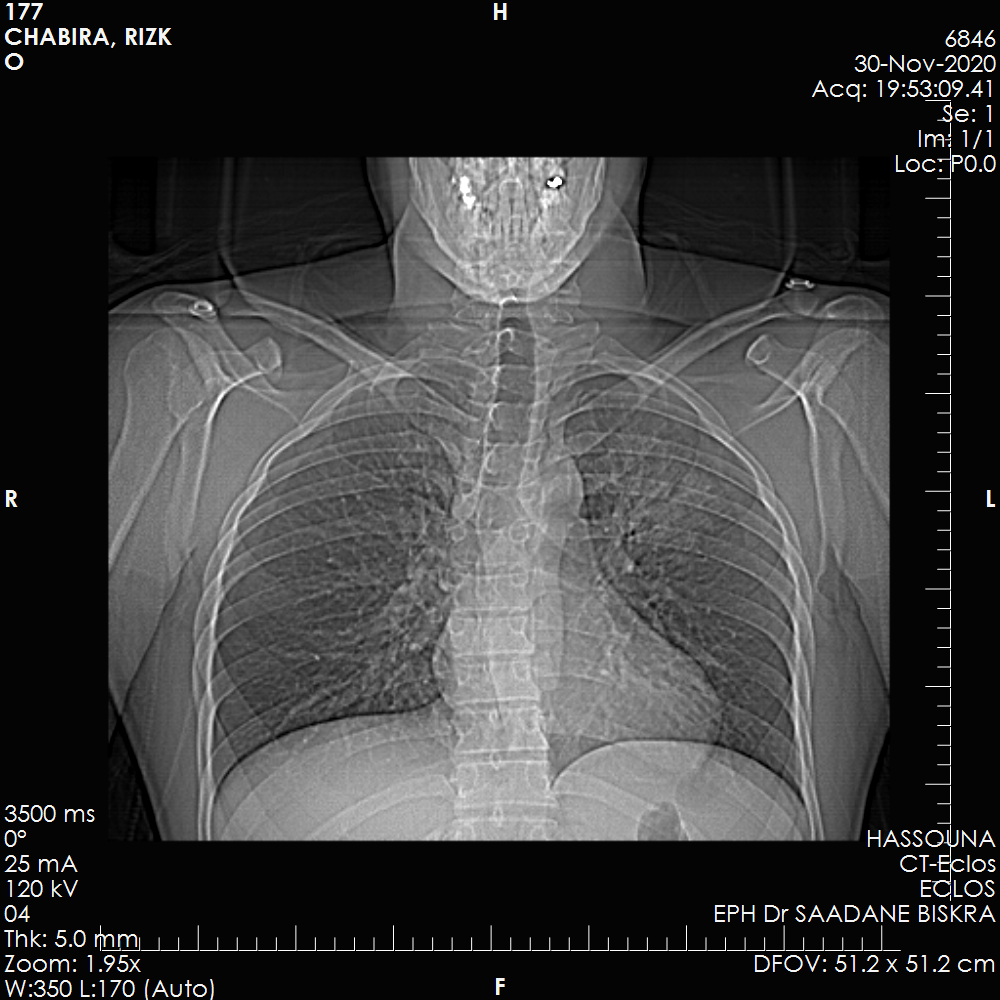 177
CHABIRA, RIZK
O
H
6846
30-Nov-2020
Acq: 19:53:09.41
Se: 1
Im: 1/1
Loc: P0.0
R
L
3500 ms
0°
25 mA
120 kV
04
Thk: 5.0 mm
Zoom: 1.95x
W:350 L:170 (Auto)
F
HASSOUNA
CT-Eclos
ECLOS
EPH Dr SAADANE BISKRA
DFOV: 51.2 x 51.2 cm